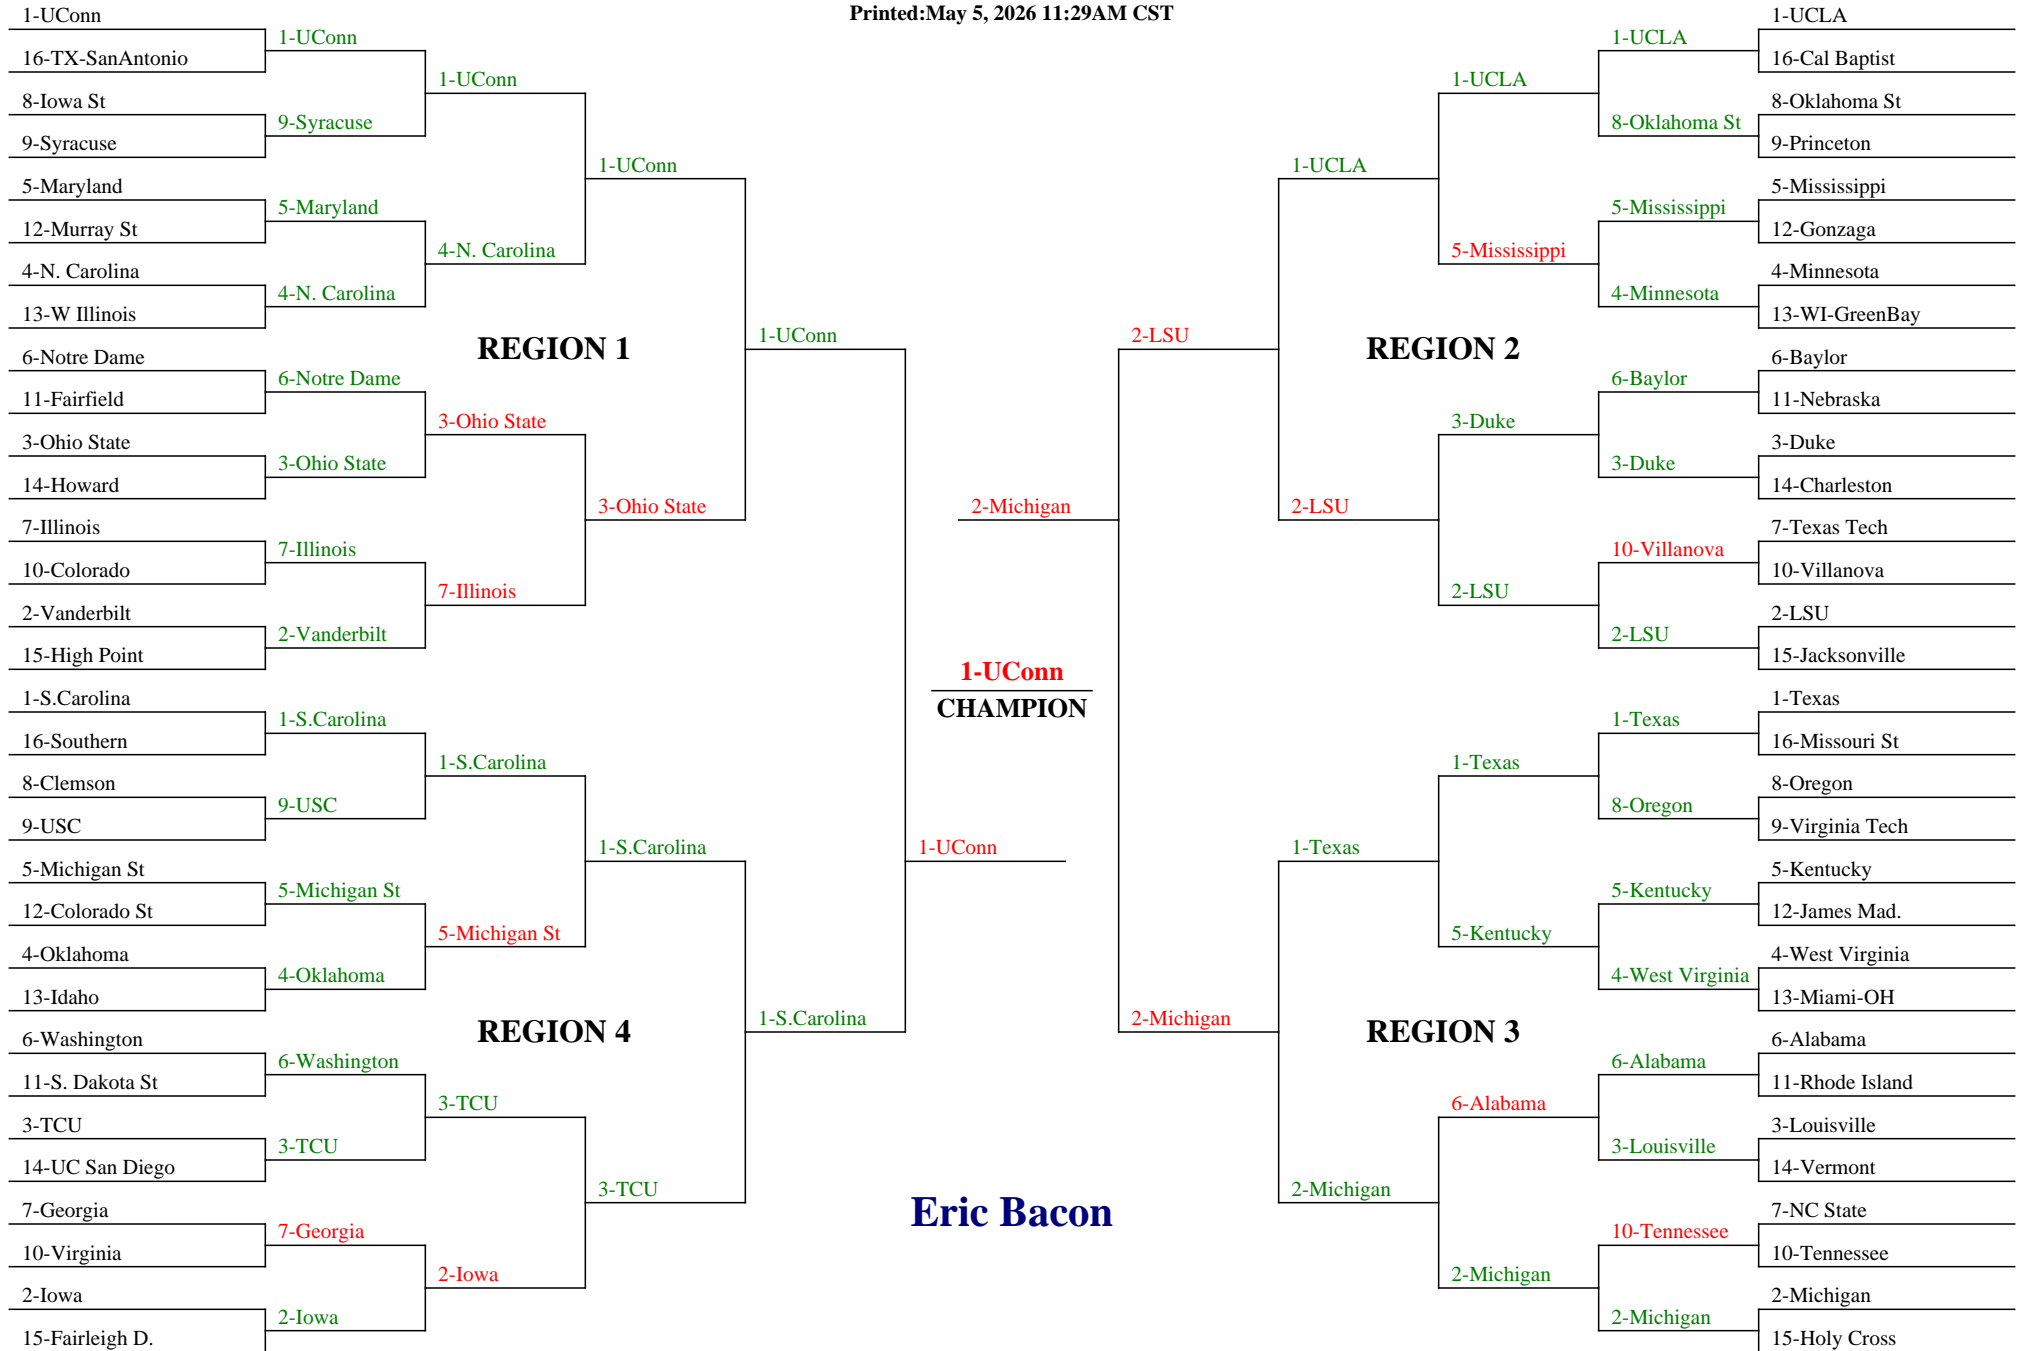 Printed:May 5, 2026 11:29AM CST
1-UConn
16-TX-SanAntonio
8-Iowa St
9-Syracuse
5-Maryland
12-Murray St
4-N. Carolina
13-W Illinois
6-Notre Dame
11-Fairfield
3-Ohio State
14-Howard
7-Illinois
10-Colorado
2-Vanderbilt
15-High Point
1-S.Carolina
16-Southern
8-Clemson
9-USC
5-Michigan St
12-Colorado St
4-Oklahoma
13-Idaho
6-Washington
11-S. Dakota St
3-TCU
14-UC San Diego
7-Georgia
10-Virginia
2-Iowa
15-Fairleigh D.
1-UConn
9-Syracuse
5-Maryland
4-N. Carolina
6-Notre Dame
3-Ohio State
7-Illinois
2-Vanderbilt
1-S.Carolina
9-USC
5-Michigan St
4-Oklahoma
6-Washington
3-TCU
7-Georgia
2-Iowa
1-UConn
4-N. Carolina
3-Ohio State
7-Illinois
1-S.Carolina
5-Michigan St
3-TCU
2-Iowa
REGION 1
REGION 4
1-UConn
3-Ohio State
1-S.Carolina
3-TCU
1-UConn
1-S.Carolina
1-UConn
1-UConn
CHAMPION
Eric Bacon
2-Michigan
2-LSU
2-Michigan
1-UCLA
2-LSU
1-Texas
2-Michigan
REGION 2
REGION 3
1-UCLA
5-Mississippi
3-Duke
2-LSU
1-Texas
5-Kentucky
6-Alabama
2-Michigan
1-UCLA
8-Oklahoma St
5-Mississippi
4-Minnesota
6-Baylor
3-Duke
10-Villanova
2-LSU
1-Texas
8-Oregon
5-Kentucky
4-West Virginia
6-Alabama
3-Louisville
10-Tennessee
2-Michigan
1-UCLA
16-Cal Baptist
8-Oklahoma St
9-Princeton
5-Mississippi
12-Gonzaga
4-Minnesota
13-WI-GreenBay
6-Baylor
11-Nebraska
3-Duke
14-Charleston
7-Texas Tech
10-Villanova
2-LSU
15-Jacksonville
1-Texas
16-Missouri St
8-Oregon
9-Virginia Tech
5-Kentucky
12-James Mad.
4-West Virginia
13-Miami-OH
6-Alabama
11-Rhode Island
3-Louisville
14-Vermont
7-NC State
10-Tennessee
2-Michigan
15-Holy Cross